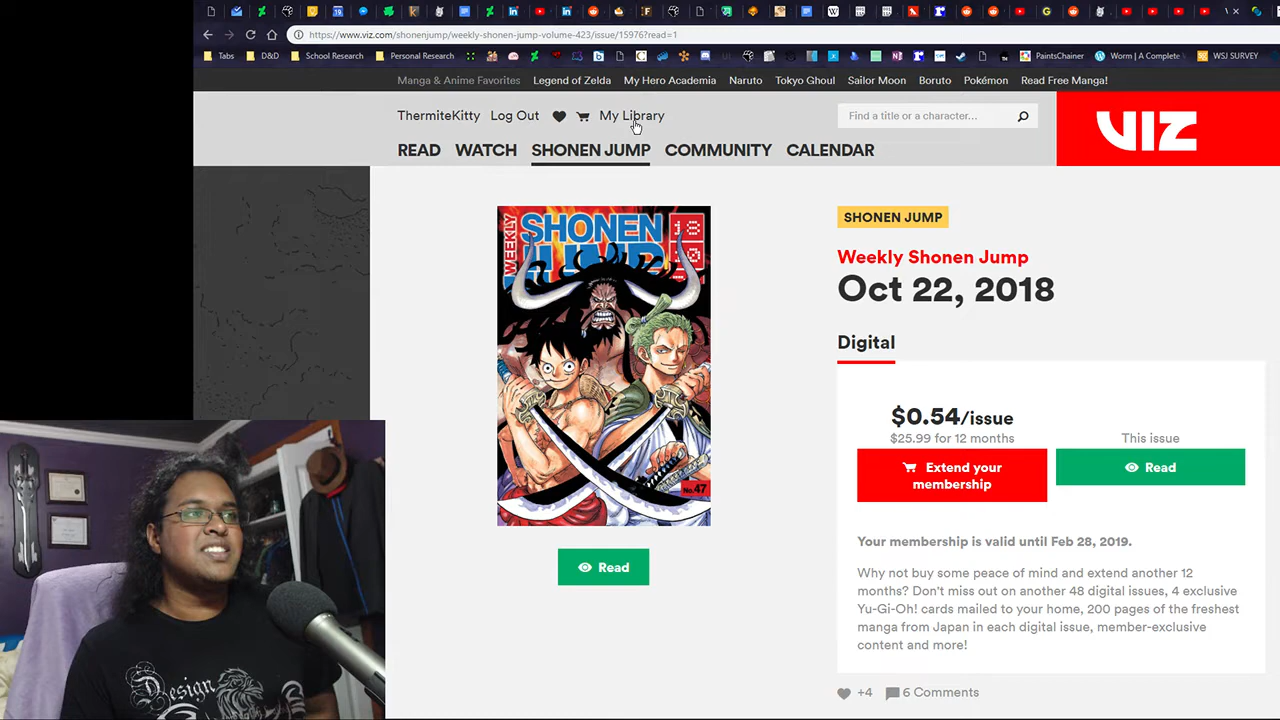 https://www.viz.com/shonenjump/weekly-shonen-jump-volume-423/issue/15976?read=1
Tabs D&D School Research Personal Research PaintsChainer Worm | A Complete WSJ SURVEY
Manga & Anime Favorites Legend of Zelda My Hero Academia Naruto Tokyo Ghoul Sailor Moon Boruto Pokémon Read Free Manga!
ThermiteKitty Log Out My Library Find a title or a character... VIZ
READ WATCH SHONEN JUMP COMMUNITY CALENDAR
WEEKLY
SHONEN
JUMP
No.47
Read
SHONEN JUMP
Weekly Shonen Jump
Oct 22, 2018
Digital
$0.54/issue
$25.99 for 12 months
Extend your
membership
This issue
Read
Your membership is valid until Feb 28, 2019.
Why not buy some peace of mind and extend another 12
months? Don't miss out on another 48 digital issues, 4 exclusive
Yu-Gi-Oh! cards mailed to your home, 200 pages of the freshest
manga from Japan in each digital issue, member-exclusive
content and more!
+4 6 Comments
Design